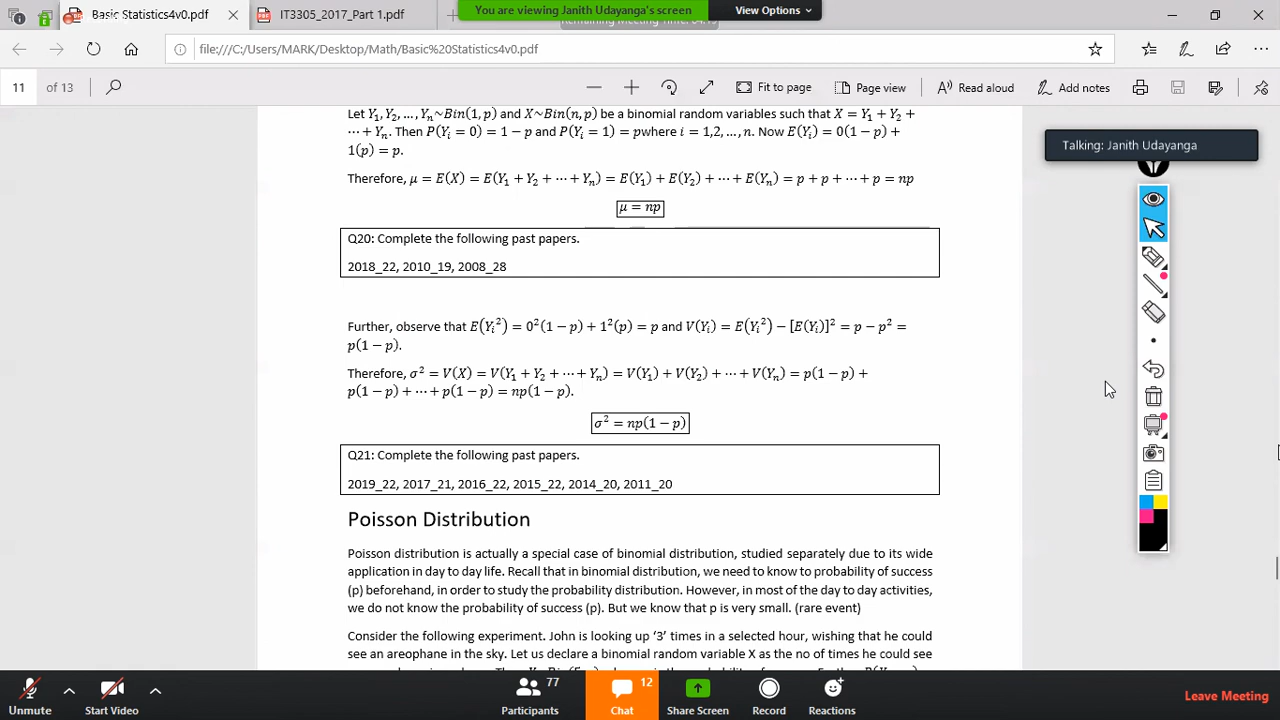 Basic Statistics4v0.pdf
IT3305_2017_Part 1.pdf
You are viewing Janith Udayanga's screen
View Options
file:///C:/Users/MARK/Desktop/Math/Basic%20Statistics4v0.pdf
11 of 13
Fit to page
Page view
Read aloud
Add notes
Talking: Janith Udayanga
Let Y₁, Y₂, … , Yₙ~Bin(1, p) and X~Bin(n, p) be a binomial random variables such that X = Y₁ + Y₂ +
⋯ + Yₙ. Then P(Yᵢ = 0) = 1 − p and P(Yᵢ = 1) = pwhere i = 1,2, … , n. Now E(Yᵢ) = 0(1 − p) +
1(p) = p.
Therefore, μ = E(X) = E(Y₁ + Y₂ + ⋯ + Yₙ) = E(Y₁) + E(Y₂) + ⋯ + E(Yₙ) = p + p + ⋯ + p = np
μ = np
Q20: Complete the following past papers.
2018_22, 2010_19, 2008_28
Further, observe that E(Yᵢ²) = 0²(1 − p) + 1²(p) = p and V(Yᵢ) = E(Yᵢ²) − [E(Yᵢ)]² = p − p² =
p(1 − p).
Therefore, σ² = V(X) = V(Y₁ + Y₂ + ⋯ + Yₙ) = V(Y₁) + V(Y₂) + ⋯ + V(Yₙ) = p(1 − p) +
p(1 − p) + ⋯ + p(1 − p) = np(1 − p).
σ² = np(1 − p)
Q21: Complete the following past papers.
2019_22, 2017_21, 2016_22, 2015_22, 2014_20, 2011_20
Poisson Distribution
Poisson distribution is actually a special case of binomial distribution, studied separately due to its wide
application in day to day life. Recall that in binomial distribution, we need to know to probability of success
(p) beforehand, in order to study the probability distribution. However, in most of the day to day activities,
we do not know the probability of success (p). But we know that p is very small. (rare event)
Consider the following experiment. John is looking up '3' times in a selected hour, wishing that he could
see an areophane in the sky. Let us declare a binomial random variable X as the no of times he could see
Unmute
Start Video
77
Participants
12
Chat
Share Screen
Record
Reactions
Leave Meeting